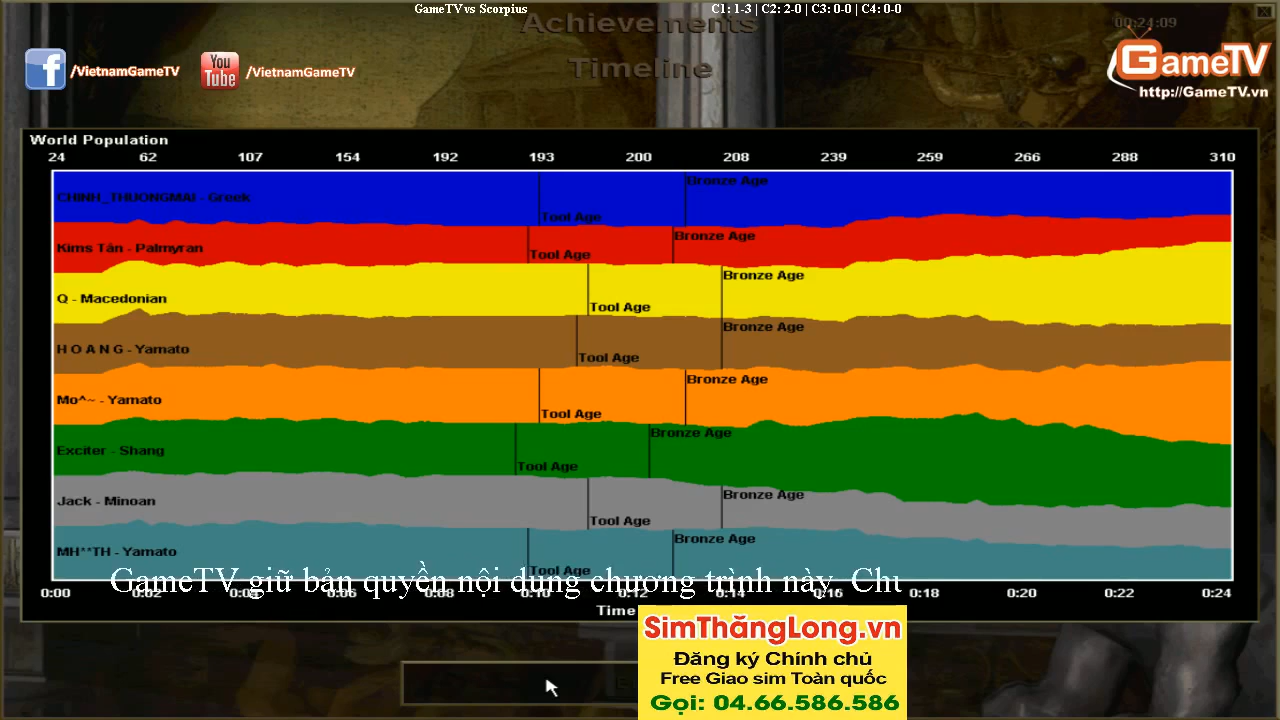 GameTV vs Scorpius
C1: 1-3 | C2: 2-0 | C3: 0-0 | C4: 0-0
Achievements
00:24:09
Timeline
/VietnamGameTV
You Tube
/VietnamGameTV
GameTV
http://GameTV.vn
World Population
24 62 107 154 192 193 200 208 239 259 266 288 310
CHINH_THUONGMAI - Greek
Tool Age
Bronze Age
Kims Tán - Palmyran
Tool Age
Bronze Age
Q - Macedonian
Tool Age
Bronze Age
H O A N G - Yamato
Tool Age
Bronze Age
Mo^~ - Yamato
Tool Age
Bronze Age
Exciter - Shang
Tool Age
Bronze Age
Jack - Minoan
Tool Age
Bronze Age
MH**TH - Yamato
Tool Age
Bronze Age
GameTV giữ bản quyền nội dung chương trình này. Chu
0:00 0:02 0:06 0:08 0:10 0:12 0:14 0:16 0:18 0:20 0:22 0:24
Time
SimThăngLong.vn
Đăng ký Chính chủ
Free Giao sim Toàn quốc
Gọi: 04.66.586.586